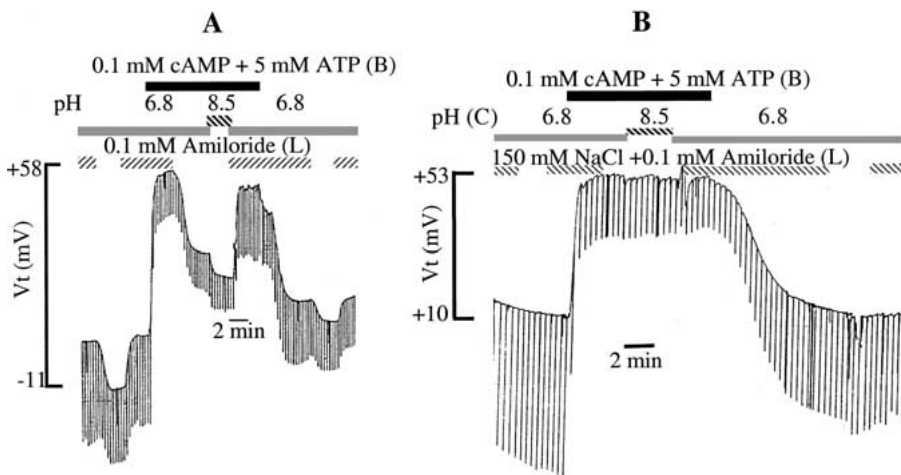 A
0.1 mM cAMP + 5 mM ATP (B)
pH 6.8 8.5 6.8
0.1 mM Amiloride (L)
+58
Vt (mV)
-11
2 min
B
0.1 mM cAMP + 5 mM ATP (B)
pH (C) 6.8 8.5 6.8
150 mM NaCl +0.1 mM Amiloride (L)
+53
Vt (mV)
+10
2 min